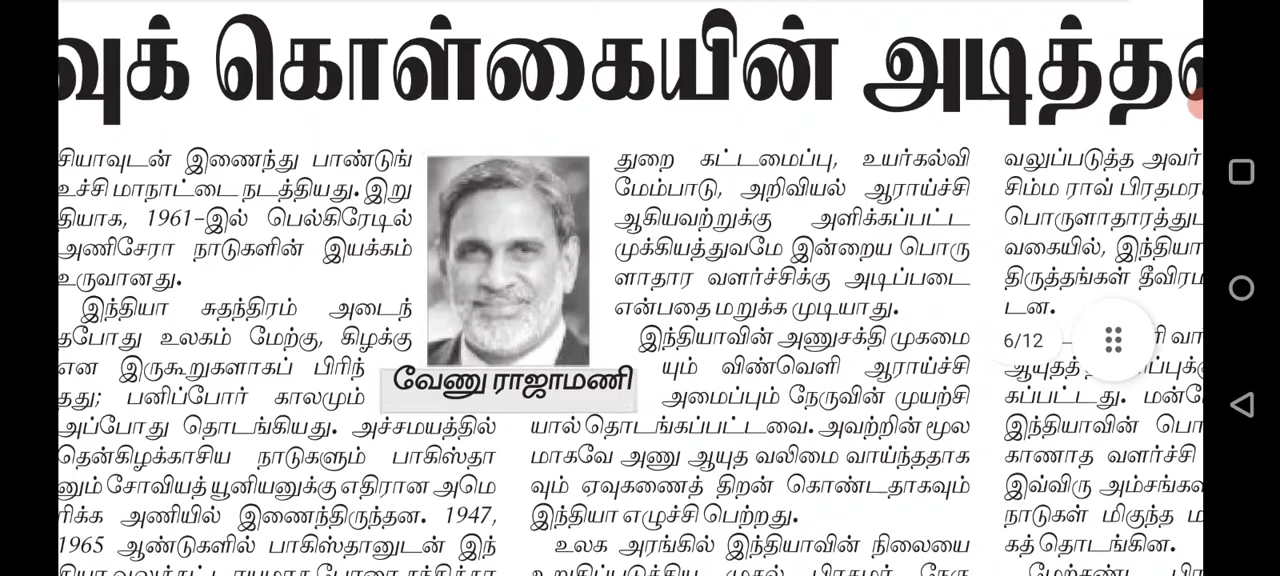 வுக் கொள்கையின் அடித்த
சியாவுடன் இணைந்து பாண்டுங்
உச்சி மாநாட்டை நடத்தியது. இறு
தியாக, 1961-இல் பெல்கிரேடில்
அணிசேரா நாடுகளின் இயக்கம்
உருவானது.
இந்தியா சுதந்திரம் அடைந்
தபோது உலகம் மேற்கு, கிழக்கு
என இருகூறுகளாகப் பிரிந்
தது; பனிப்போர் காலமும்
அப்போது தொடங்கியது. அச்சமயத்தில்
தென்கிழக்காசிய நாடுகளும் பாகிஸ்தா
னும் சோவியத் யூனியனுக்கு எதிரான அமெ
ரிக்க அணியில் இணைந்திருந்தன. 1947,
1965 ஆண்டுகளில் பாகிஸ்தானுடன் இந்
வேணு ராஜாமணி
துறை கட்டமைப்பு, உயர்கல்வி
மேம்பாடு, அறிவியல் ஆராய்ச்சி
ஆகியவற்றுக்கு அளிக்கப்பட்ட
முக்கியத்துவமே இன்றைய பொரு
ளாதார வளர்ச்சிக்கு அடிப்படை
என்பதை மறுக்க முடியாது.
இந்தியாவின் அணுசக்தி முகமை
யும் விண்வெளி ஆராய்ச்சி
அமைப்பும் நேருவின் முயற்சி
யால் தொடங்கப்பட்டவை. அவற்றின் மூல
மாகவே அணு ஆயுத வலிமை வாய்ந்ததாக
வும் ஏவுகணைத் திறன் கொண்டதாகவும்
இந்தியா எழுச்சி பெற்றது.
உலக அரங்கில் இந்தியாவின் நிலையை
வலுப்படுத்த அவர்
சிம்ம ராவ் பிரதமர
பொருளாதாரத்துட
வகையில், இந்தியா
திருத்தங்கள் தீவிரம
டன.
6/12
கப்பட்டது.
இந்தியாவின் பொ
காணாத வளர்ச்சி
இவ்விரு அம்சங்கள
நாடுகள் மிகுந்த ம
கத் தொடங்கின.